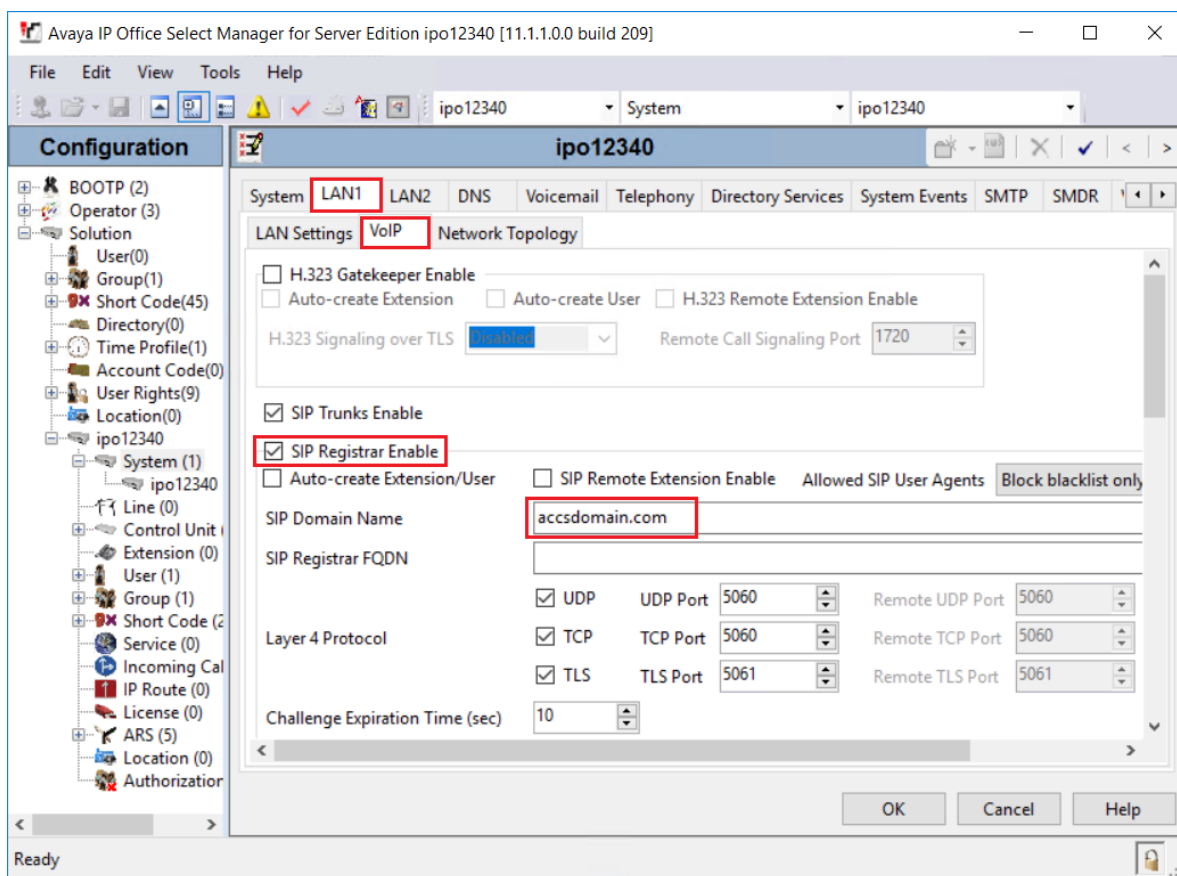 Avaya IP Office Select Manager for Server Edition ipo12340 [11.1.1.0.0 build 209]
File Edit View Tools Help
ipo12340 System ipo12340
Configuration
BOOTP (2)
Operator (3)
Solution
User(0)
Group(1)
Short Code(45)
Directory(0)
Time Profile(1)
Account Code(0)
User Rights(9)
Location(0)
ipo12340
System (1)
ipo12340
Line (0)
Control Unit
Extension (0)
User (1)
Group (1)
Short Code (2
Service (0)
Incoming Cal
IP Route (0)
License (0)
ARS (5)
Location (0)
Authorization
ipo12340
System LAN1 LAN2 DNS Voicemail Telephony Directory Services System Events SMTP SMDR
LAN Settings VoIP Network Topology
H.323 Gatekeeper Enable
Auto-create Extension Auto-create User H.323 Remote Extension Enable
H.323 Signaling over TLS Disabled Remote Call Signaling Port 1720
SIP Trunks Enable
SIP Registrar Enable
Auto-create Extension/User SIP Remote Extension Enable Allowed SIP User Agents Block blacklist only
SIP Domain Name accsdomain.com
SIP Registrar FQDN
UDP UDP Port 5060 Remote UDP Port 5060
Layer 4 Protocol TCP TCP Port 5060 Remote TCP Port 5060
TLS TLS Port 5061 Remote TLS Port 5061
Challenge Expiration Time (sec) 10
OK Cancel Help
Ready